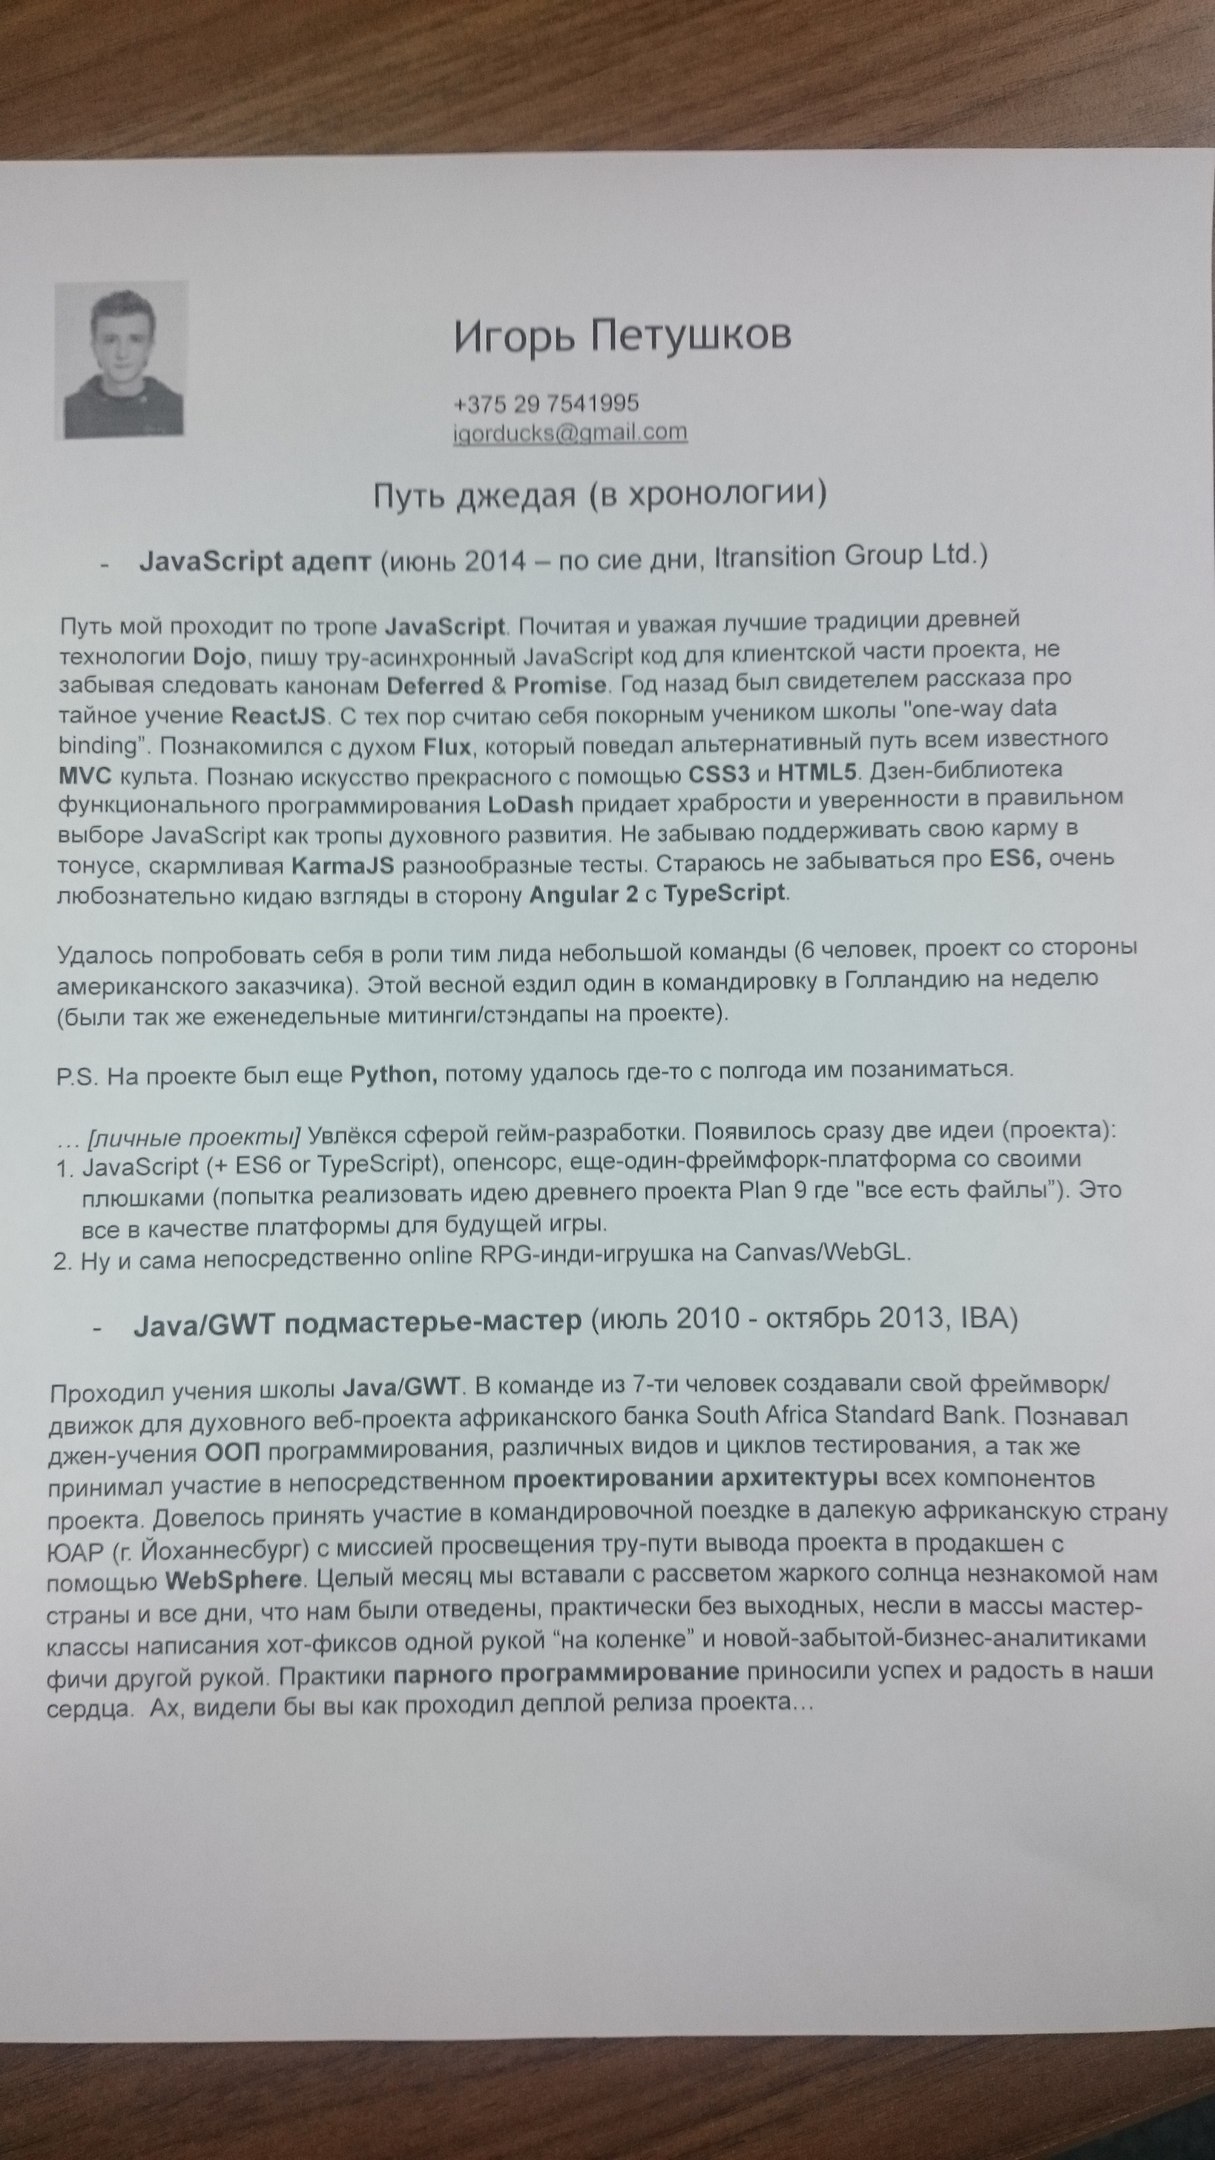 Игорь Петушков
+375 29 7541995
igorducks@gmail.com
Путь джедая (в хронологии)
- JavaScript адепт (июнь 2014 – по сие дни, Itransition Group Ltd.)
Путь мой проходит по тропе JavaScript. Почитая и уважая лучшие традиции древней
технологии Dojo, пишу тру-асинхронный JavaScript код для клиентской части проекта, не
забывая следовать канонам Deferred & Promise. Год назад был свидетелем рассказа про
тайное учение ReactJS. С тех пор считаю себя покорным учеником школы "one-way data
binding”. Познакомился с духом Flux, который поведал альтернативный путь всем известного
MVC культа. Познаю искусство прекрасного с помощью CSS3 и HTML5. Дзен-библиотека
функционального программирования LoDash придает храбрости и уверенности в правильном
выборе JavaScript как тропы духовного развития. Не забываю поддерживать свою карму в
тонусе, скармливая KarmaJS разнообразные тесты. Стараюсь не забываться про ES6, очень
любознательно кидаю взгляды в сторону Angular 2 с TypeScript.
Удалось попробовать себя в роли тим лида небольшой команды (6 человек, проект со стороны
американского заказчика). Этой весной ездил один в командировку в Голландию на неделю
(были так же еженедельные митинги/стэндапы на проекте).
P.S. На проекте был еще Python, потому удалось где-то с полгода им позаниматься.
… [личные проекты] Увлёкся сферой гейм-разработки. Появилось сразу две идеи (проекта):
1. JavaScript (+ ES6 or TypeScript), опенсорс, еще-один-фреймфорк-платформа со своими
плюшками (попытка реализовать идею древнего проекта Plan 9 где "все есть файлы”). Это
все в качестве платформы для будущей игры.
2. Ну и сама непосредственно online RPG-инди-игрушка на Canvas/WebGL.
- Java/GWT подмастерье-мастер (июль 2010 - октябрь 2013, IBA)
Проходил учения школы Java/GWT. В команде из 7-ти человек создавали свой фреймворк/
движок для духовного веб-проекта африканского банка South Africa Standard Bank. Познавал
джен-учения ООП программирования, различных видов и циклов тестирования, а так же
принимал участие в непосредственном проектировании архитектуры всех компонентов
проекта. Довелось принять участие в командировочной поездке в далекую африканскую страну
ЮАР (г. Йоханнесбург) с миссией просвещения тру-пути вывода проекта в продакшен с
помощью WebSphere. Целый месяц мы вставали с рассветом жаркого солнца незнакомой нам
страны и все дни, что нам были отведены, практически без выходных, несли в массы мастер-
классы написания хот-фиксов одной рукой “на коленке” и новой-забытой-бизнес-аналитиками
фичи другой рукой. Практики парного программирование приносили успех и радость в наши
сердца. Ах, видели бы вы как проходил деплой релиза проекта…